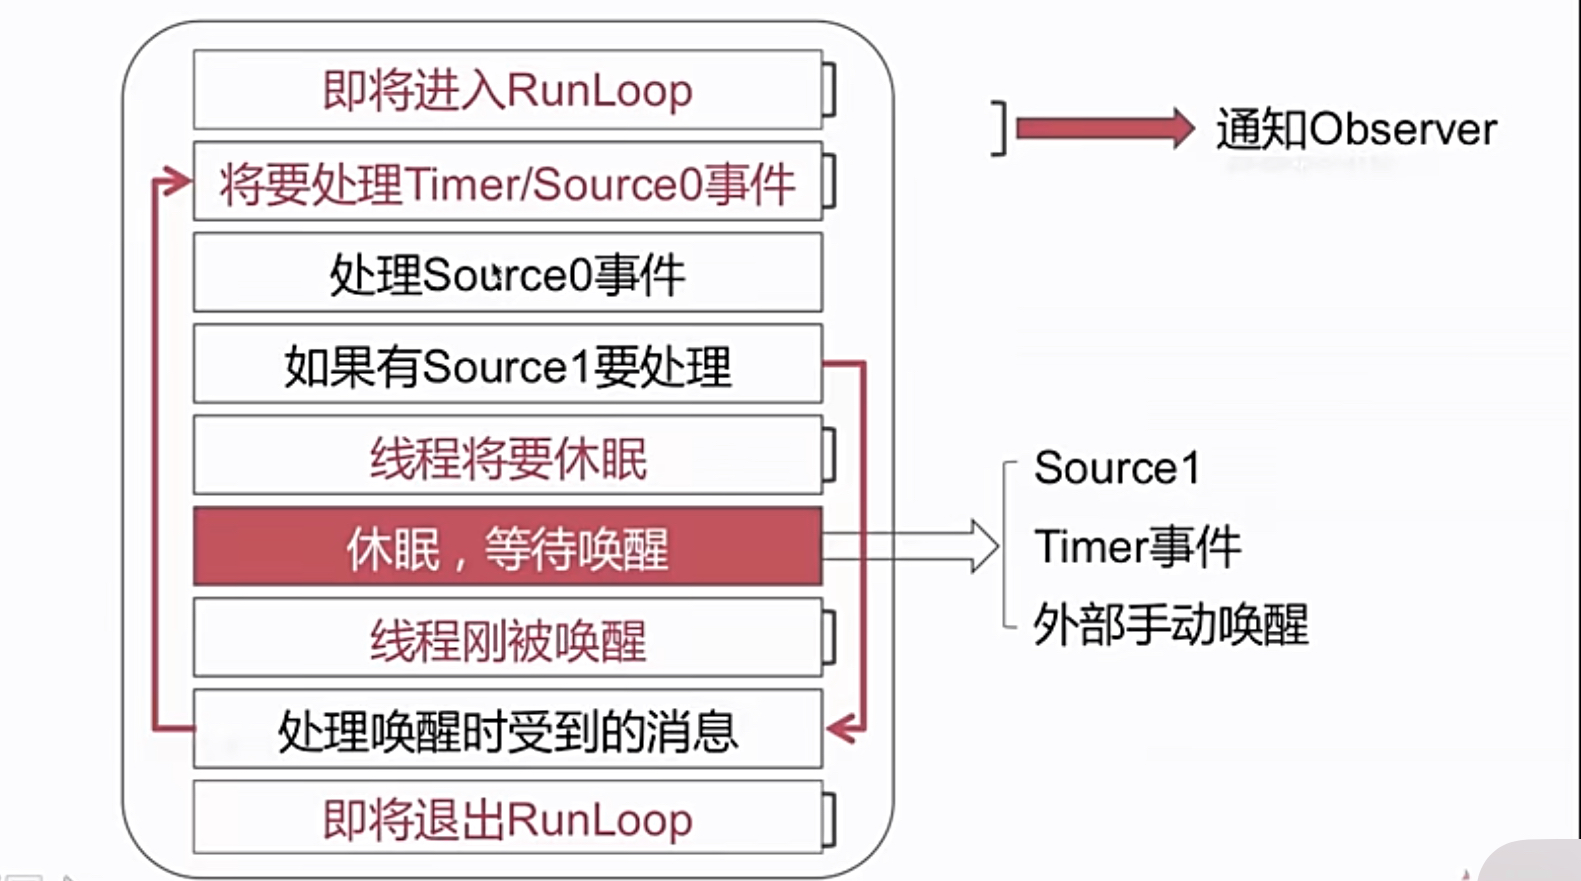 即将进入RunLoop
将要处理Timer/Source0事件
处理Source0事件
如果有Source1要处理
线程将要休眠
休眠，等待唤醒
线程刚被唤醒
处理唤醒时受到的消息
即将退出RunLoop
通知Observer
Source1
Timer事件
外部手动唤醒